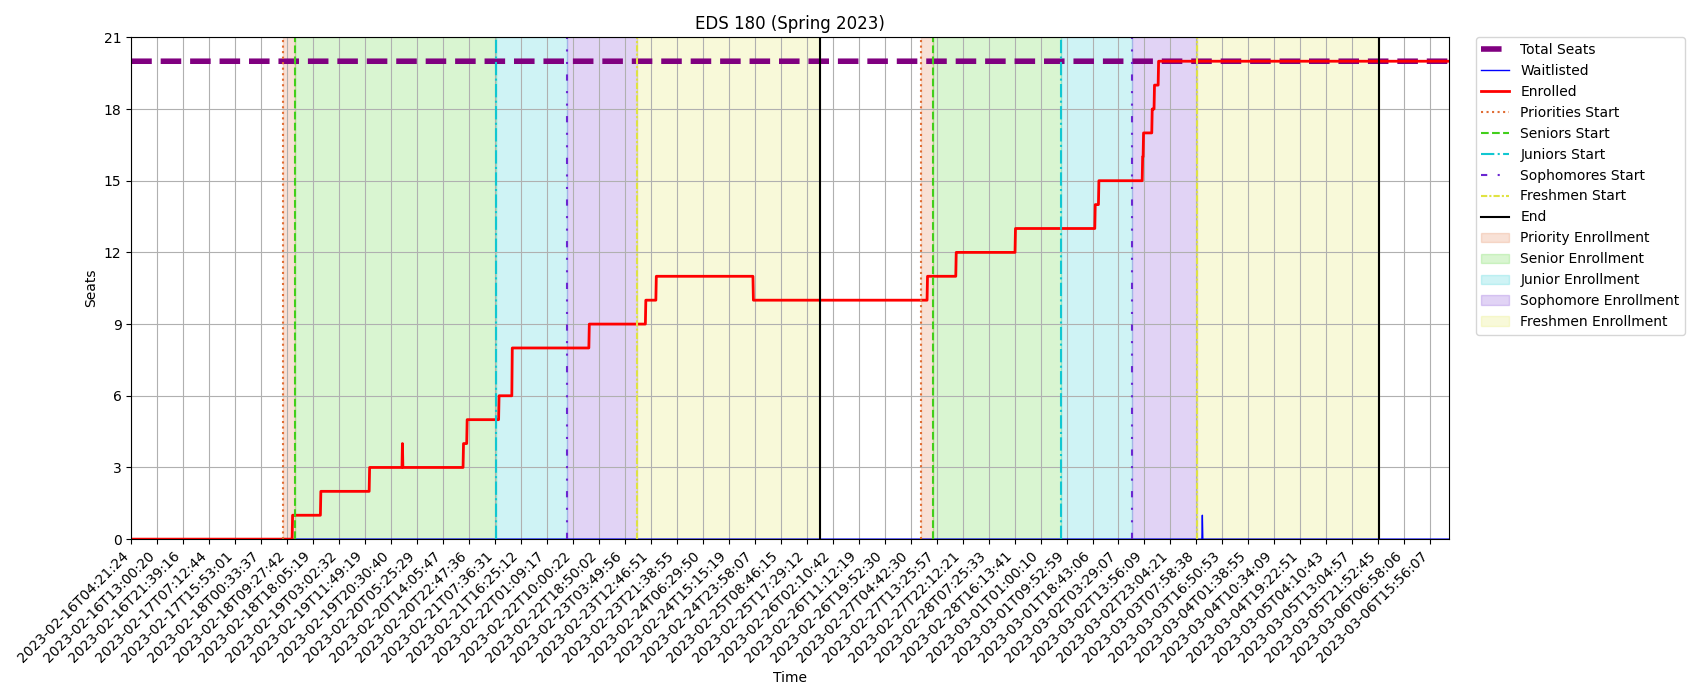 EDS 180 (Spring 2023)
21
18
15
12
9
6
3
0
Seats
2023-02-16T04:21:24
2023-02-16T13:00:20
2023-02-16T21:39:16
2023-02-17T07:12:44
2023-02-17T15:53:01
2023-02-18T00:33:37
2023-02-18T09:27:42
2023-02-18T18:05:19
2023-02-19T03:02:32
2023-02-19T11:49:19
2023-02-19T20:30:40
2023-02-20T05:25:29
2023-02-20T14:05:47
2023-02-20T22:47:36
2023-02-21T07:36:31
2023-02-21T16:25:12
2023-02-22T01:09:17
2023-02-22T10:00:22
2023-02-22T18:50:02
2023-02-23T03:49:56
2023-02-23T12:46:51
2023-02-23T21:38:55
2023-02-24T06:29:50
2023-02-24T15:15:19
2023-02-24T23:58:07
2023-02-25T08:46:15
2023-02-25T17:29:12
2023-02-26T02:10:42
2023-02-26T11:12:19
2023-02-26T19:52:30
2023-02-27T04:42:30
2023-02-27T13:25:57
2023-02-27T22:12:21
2023-02-28T07:25:33
2023-02-28T16:13:41
2023-03-01T01:00:10
2023-03-01T09:52:59
2023-03-01T18:43:06
2023-03-02T03:29:07
2023-03-02T13:56:09
2023-03-02T23:04:21
2023-03-03T07:58:38
2023-03-03T16:50:53
2023-03-04T01:38:55
2023-03-04T10:34:09
2023-03-04T19:22:51
2023-03-05T04:10:43
2023-03-05T13:04:57
2023-03-05T21:52:45
2023-03-06T06:58:06
2023-03-06T15:56:07
Time
Total Seats
Waitlisted
Enrolled
Priorities Start
Seniors Start
Juniors Start
Sophomores Start
Freshmen Start
End
Priority Enrollment
Senior Enrollment
Junior Enrollment
Sophomore Enrollment
Freshmen Enrollment